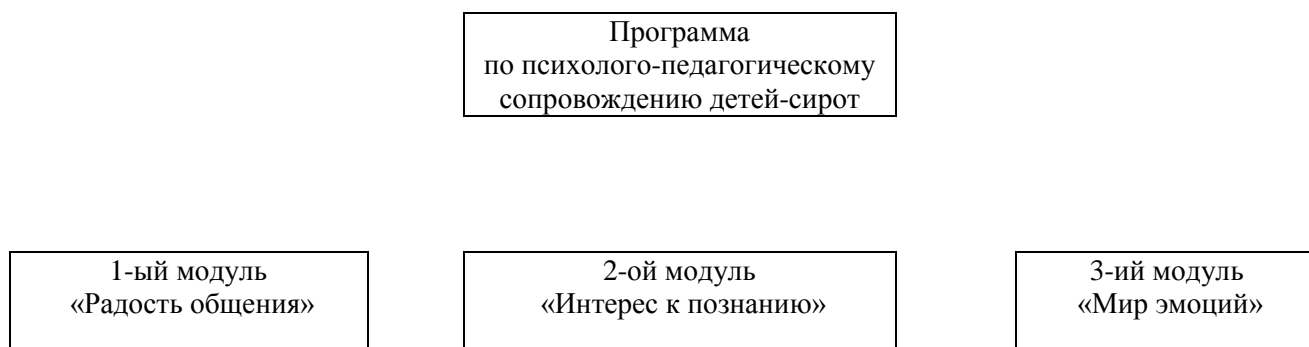 Программа
по психолого-педагогическому
сопровождению детей-сирот
1-ый модуль
«Радость общения»
2-ой модуль
«Интерес к познанию»
3-ий модуль
«Мир эмоций»